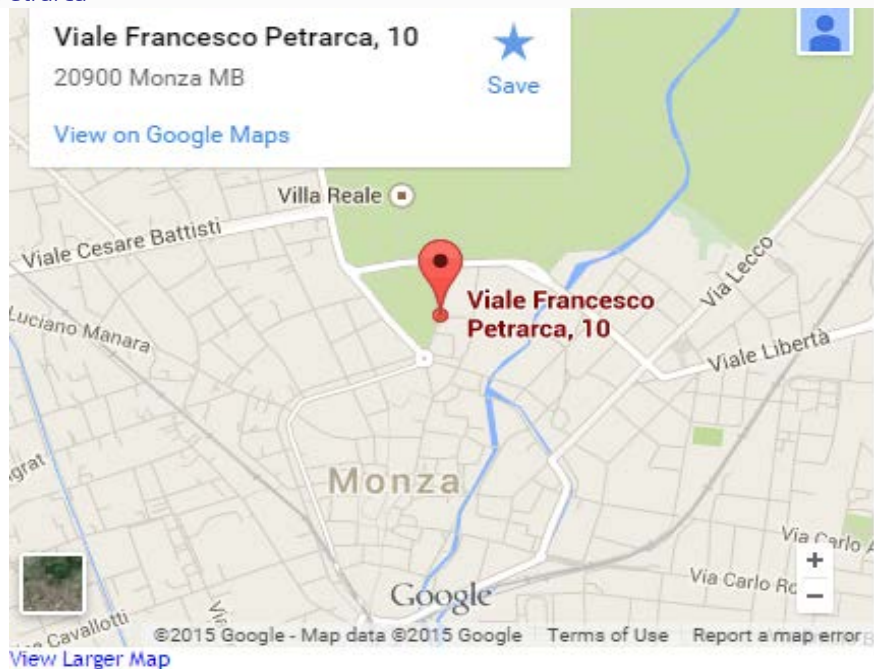 Viale Francesco Petrarca, 10
Save
20900 Monza MB
View on Google Maps
Villa Reale
Viale Cesare Battisti
Via Lecco
Viale Francesco
Petrarca, 10
Luciano Manara
Viale Libertà
Monza
Via Carlo
Via Carlo
Google
Cavallotti
©2015 Google - Map data ©2015 Google
Terms of Use
Report a map error
View Larger Map